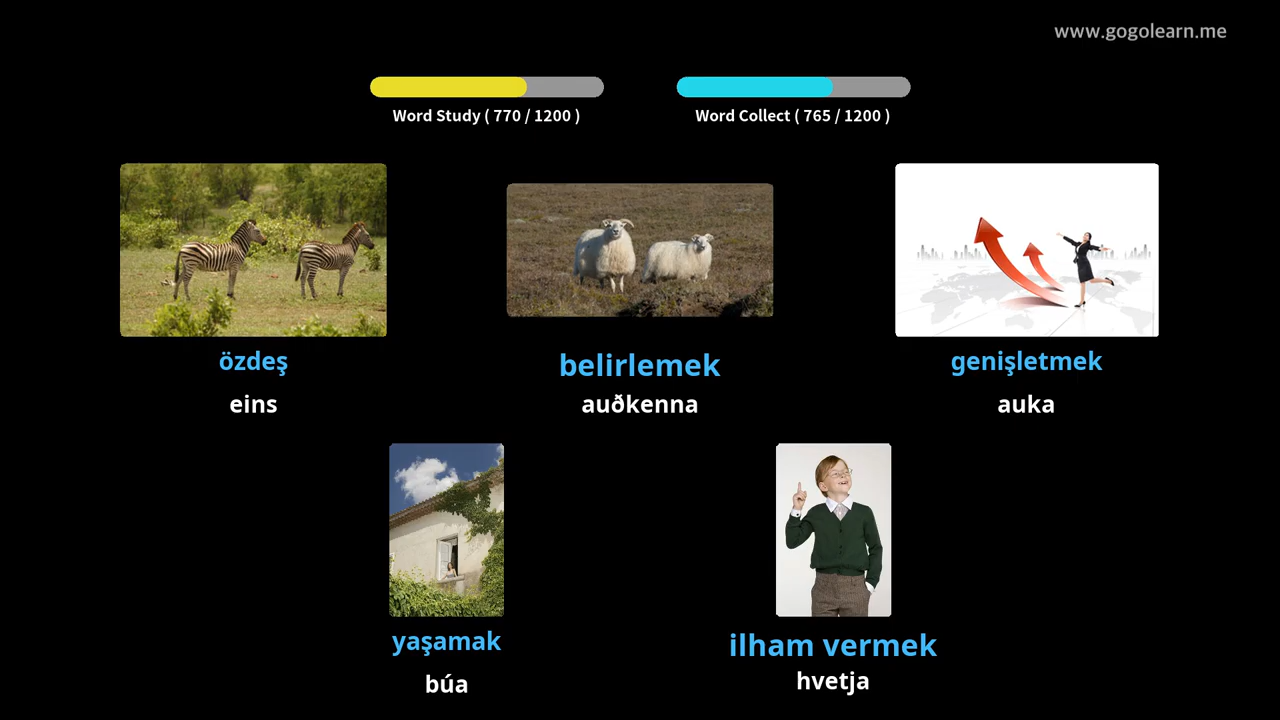 www.gogolearn.me
Word Study ( 770 / 1200 )
Word Collect ( 765 / 1200 )
özdeş
eins
belirlemek
auðkenna
genişletmek
auka
yaşamak
búa
ilham vermek
hvetja